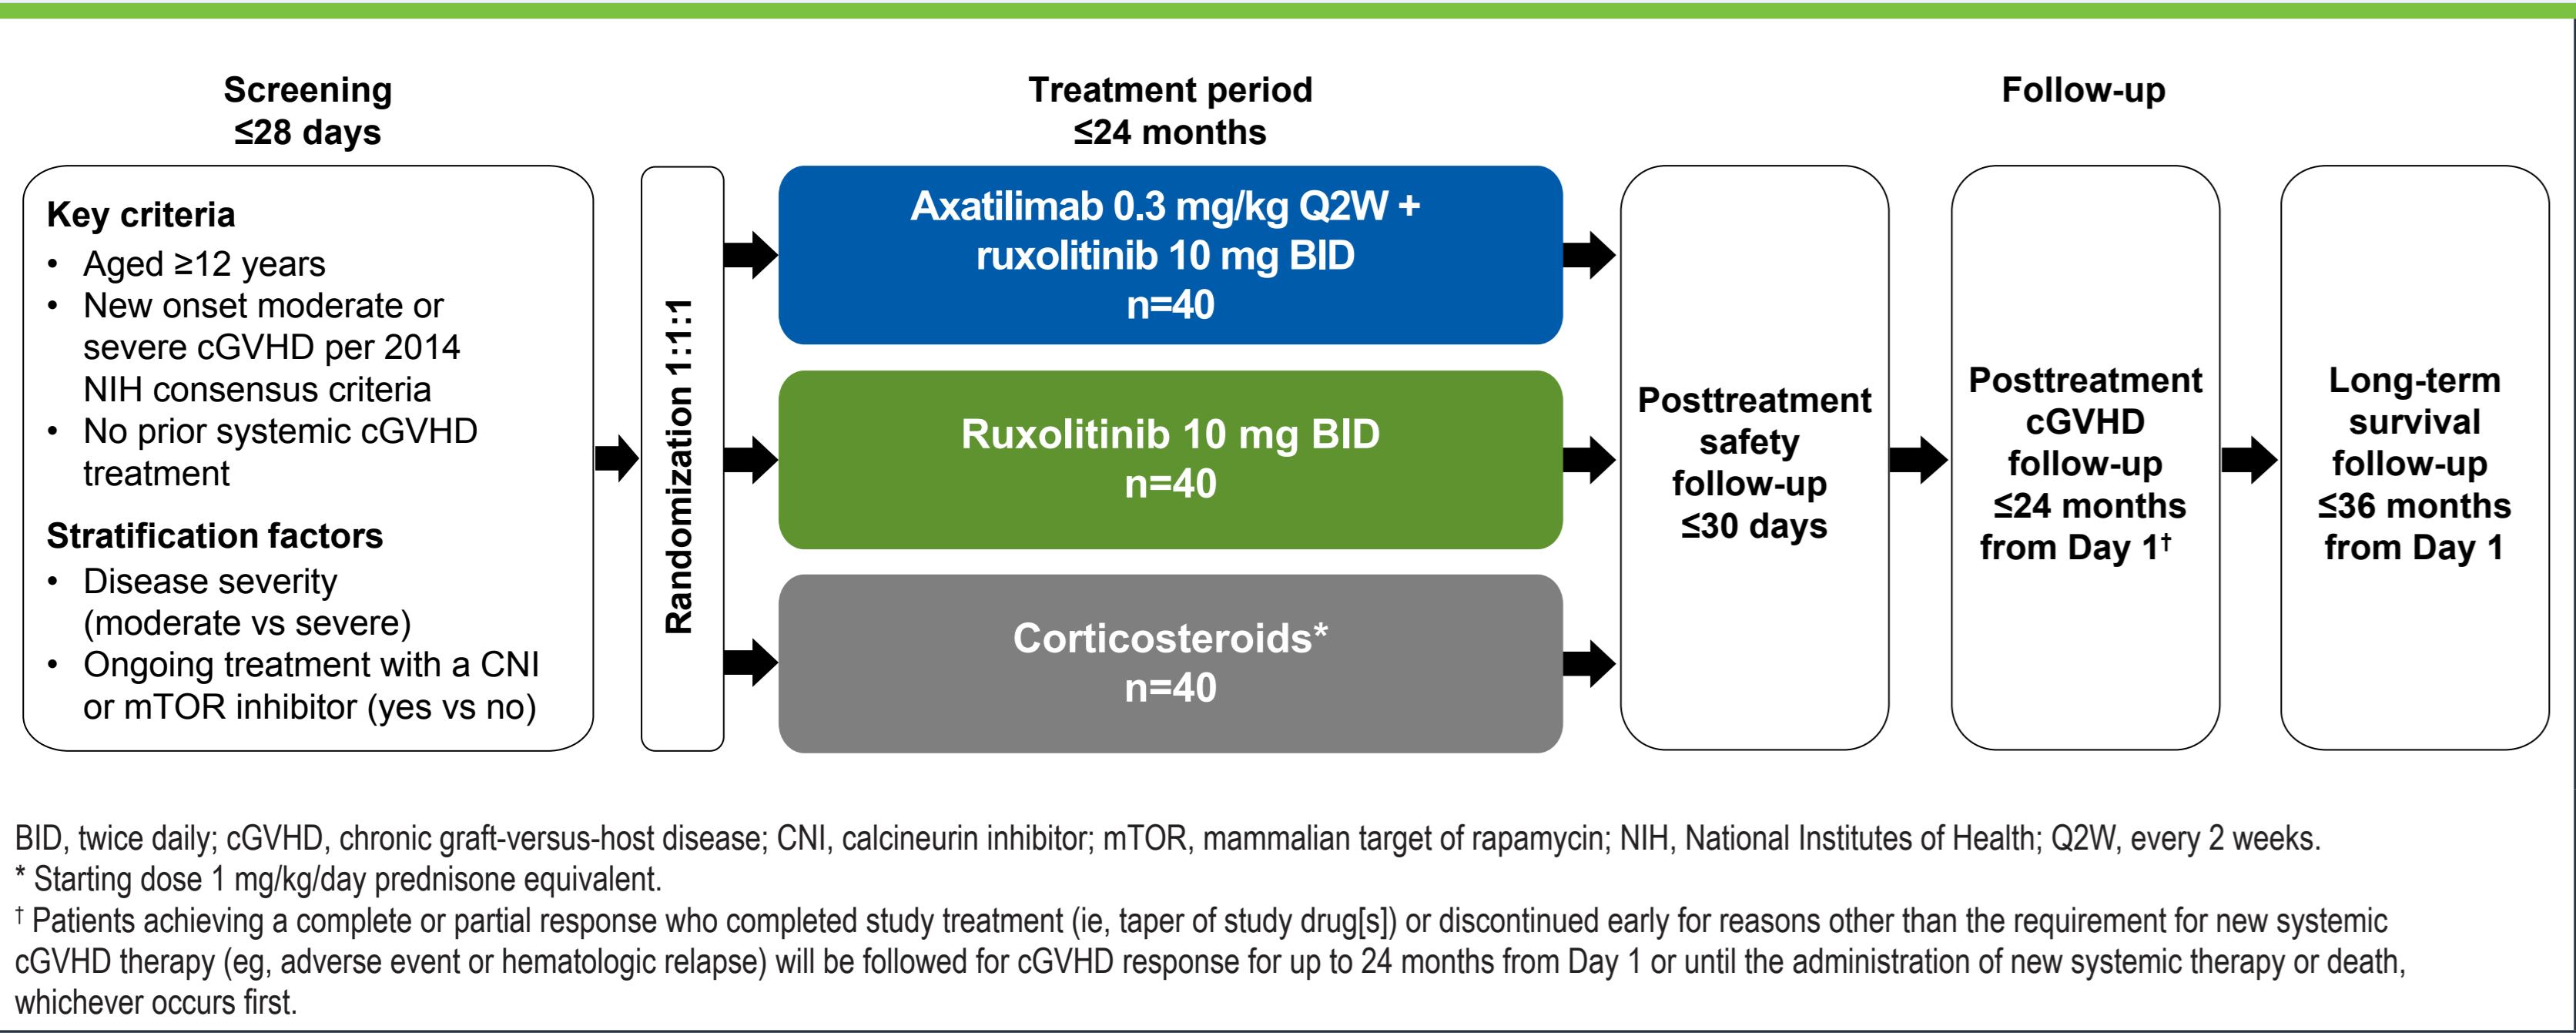 Screening
≤28 days
Treatment period
≤24 months
Follow-up
Key criteria
• Aged ≥12 years
• New onset moderate or
severe cGVHD per 2014
NIH consensus criteria
• No prior systemic cGVHD
treatment
Stratification factors
• Disease severity
(moderate vs severe)
• Ongoing treatment with a CNI
or mTOR inhibitor (yes vs no)
Randomization 1:1:1
Axatilimab 0.3 mg/kg Q2W +
ruxolitinib 10 mg BID
n=40
Ruxolitinib 10 mg BID
n=40
Corticosteroids*
n=40
Posttreatment
safety
follow-up
≤30 days
Posttreatment
cGVHD
follow-up
≤24 months
from Day 1†
Long-term
survival
follow-up
≤36 months
from Day 1
BID, twice daily; cGVHD, chronic graft-versus-host disease; CNI, calcineurin inhibitor; mTOR, mammalian target of rapamycin; NIH, National Institutes of Health; Q2W, every 2 weeks.
* Starting dose 1 mg/kg/day prednisone equivalent.
† Patients achieving a complete or partial response who completed study treatment (ie, taper of study drug[s]) or discontinued early for reasons other than the requirement for new systemic
cGVHD therapy (eg, adverse event or hematologic relapse) will be followed for cGVHD response for up to 24 months from Day 1 or until the administration of new systemic therapy or death,
whichever occurs first.